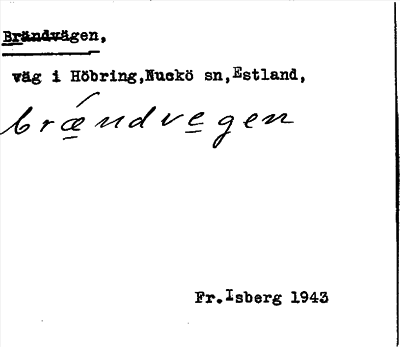 Brändvägen,
väg i Höbring,Nuckö sn,Estland,
brændvegen
Fr.Isberg 1943